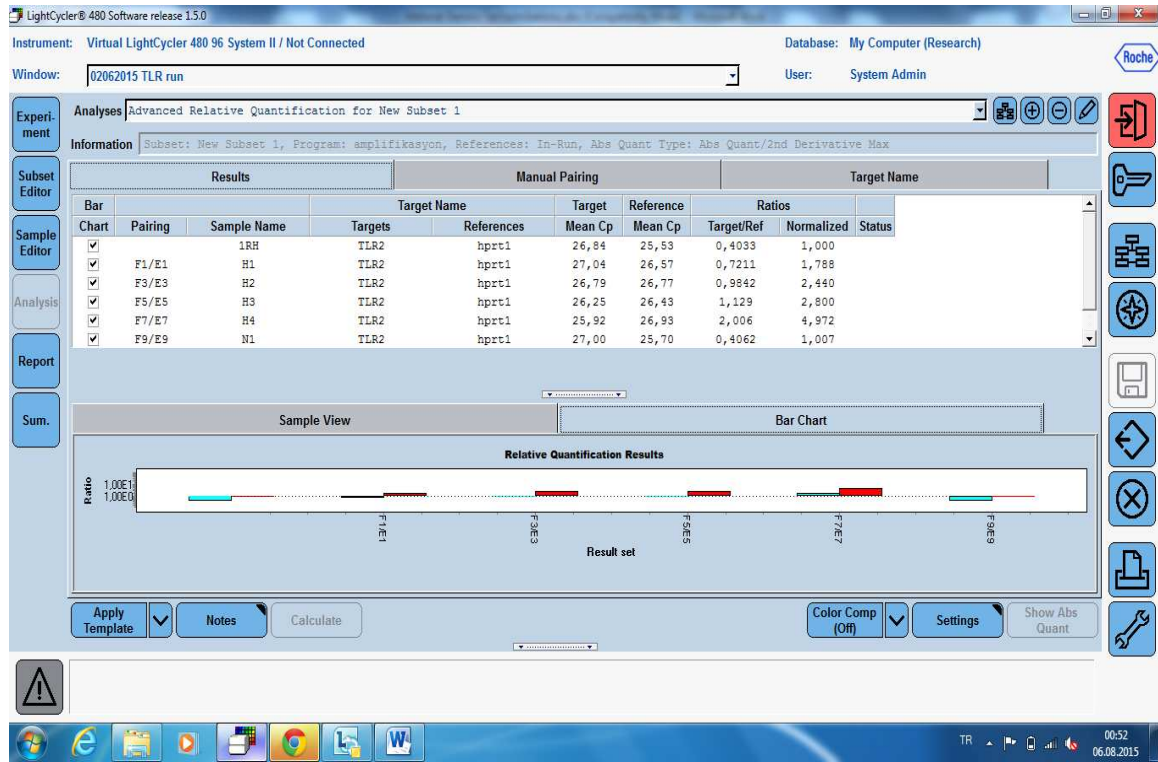 LightCycler® 480 Software release 1.5.0
Instrument: Virtual LightCycler 480 96 System II / Not Connected Database: My Computer (Research)
Window: 02062015 TLR run User: System Admin
Roche
Experi-
ment
Subset
Editor
Sample
Editor
Analysis
Report
Sum.
Analyses Advanced Relative Quantification for New Subset 1
Information Subset: New Subset 1, Program: amplifikasyon, References: In-Run, Abs Quant Type: Abs Quant/2nd Derivative Max
Results Manual Pairing Target Name
Bar Target Name Target Reference Ratios
Chart Pairing Sample Name Targets References Mean Cp Mean Cp Target/Ref Normalized Status
1RH TLR2 hprt1 26,84 25,53 0,4033 1,000
F1/E1 H1 TLR2 hprt1 27,04 26,57 0,7211 1,788
F3/E3 H2 TLR2 hprt1 26,79 26,77 0,9842 2,440
F5/E5 H3 TLR2 hprt1 26,25 26,43 1,129 2,800
F7/E7 H4 TLR2 hprt1 25,92 26,93 2,006 4,972
F9/E9 N1 TLR2 hprt1 27,00 25,70 0,4062 1,007
Sample View Bar Chart
Relative Quantification Results
Ratio
1,00E1
1,00E0
F1/E1 F3/E3 F5/E5 F7/E7 F9/E9
Result set
Apply
Template
Notes
Calculate
Color Comp
(Off)
Settings
Show Abs
Quant
TR 00:52
06.08.2015